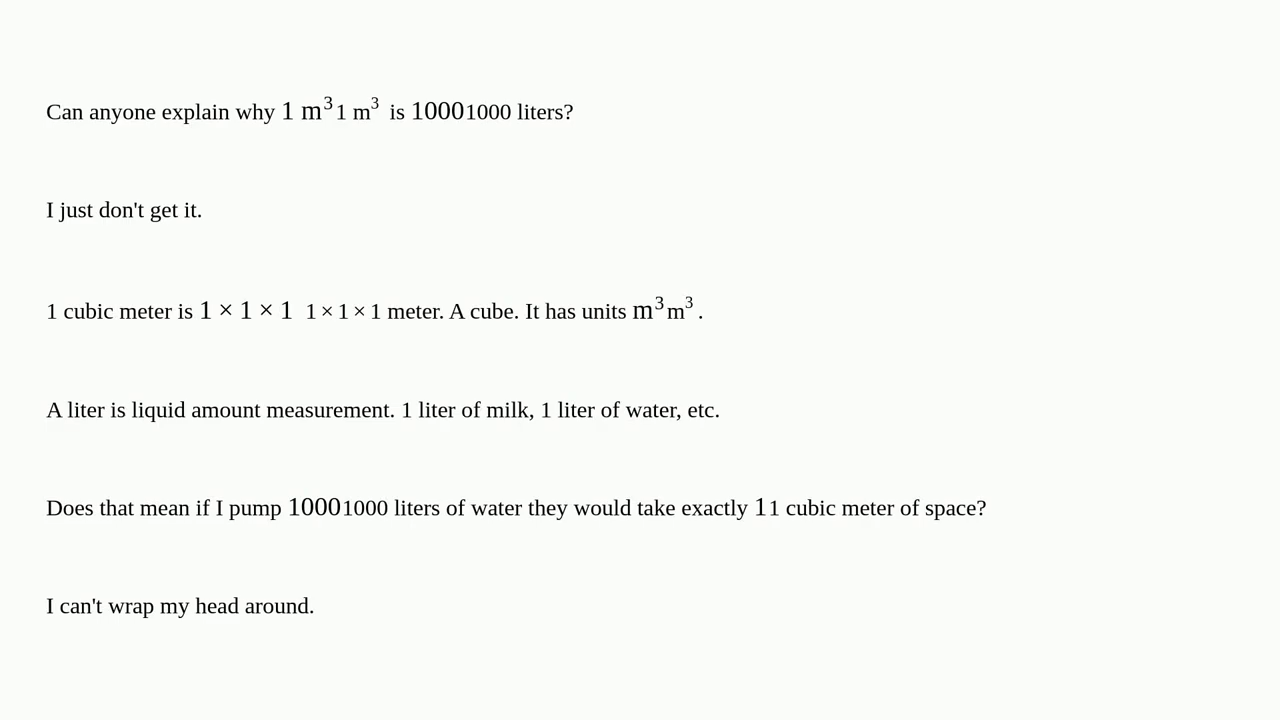 Can anyone explain why 1 m³1 m³ is 10001000 liters?
I just don't get it.
1 cubic meter is 1 × 1 × 1 1 × 1 × 1 meter. A cube. It has units m³m³ .
A liter is liquid amount measurement. 1 liter of milk, 1 liter of water, etc.
Does that mean if I pump 10001000 liters of water they would take exactly 11 cubic meter of space?
I can't wrap my head around.